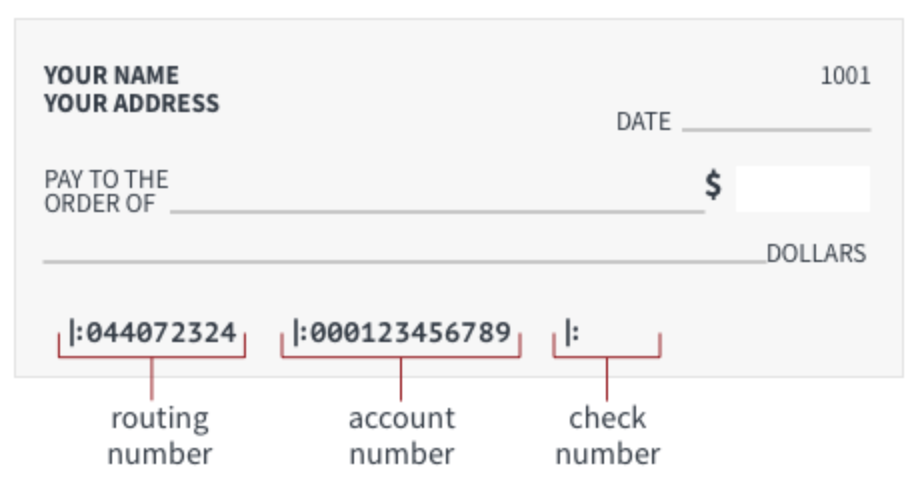 YOUR NAME
YOUR ADDRESS
1001
DATE
PAY TO THE
ORDER OF
$
DOLLARS
|:044072324 |:000123456789 |:
routing
number
account
number
check
number